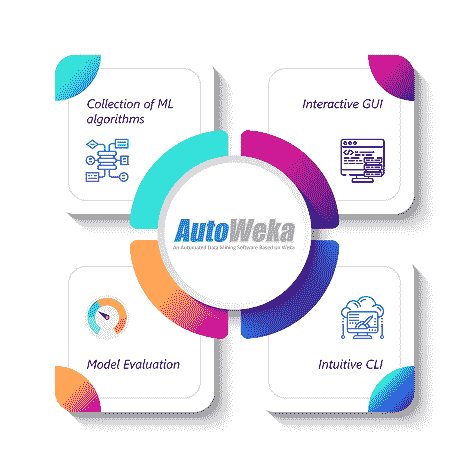 Collection of ML
algorithms
Interactive GUI
AutoWeka
An Automated Data Mining Software Based on Weka
Model Evaluation
Intuitive CLI